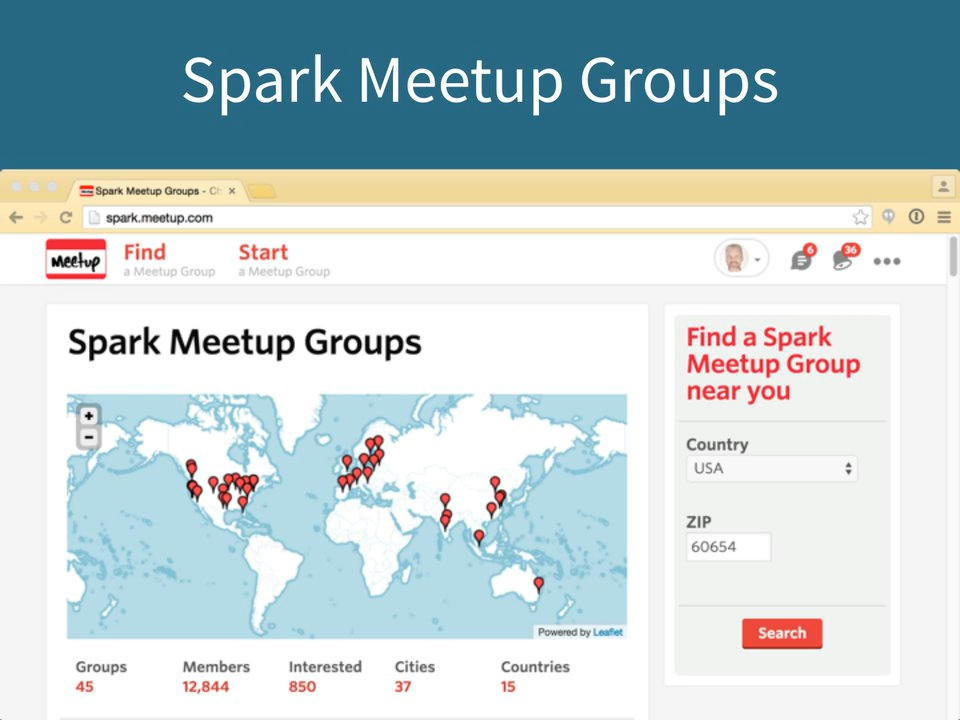 Spark Meetup Groups
Spark Meetup Groups - Ch
spark.meetup.com
Meetup
Find
a Meetup Group
Start
a Meetup Group
6
36
Spark Meetup Groups
+
−
Powered by Leaflet
Groups
45
Members
12,844
Interested
850
Cities
37
Countries
15
Find a Spark
Meetup Group
near you
Country
USA
ZIP
60654
Search